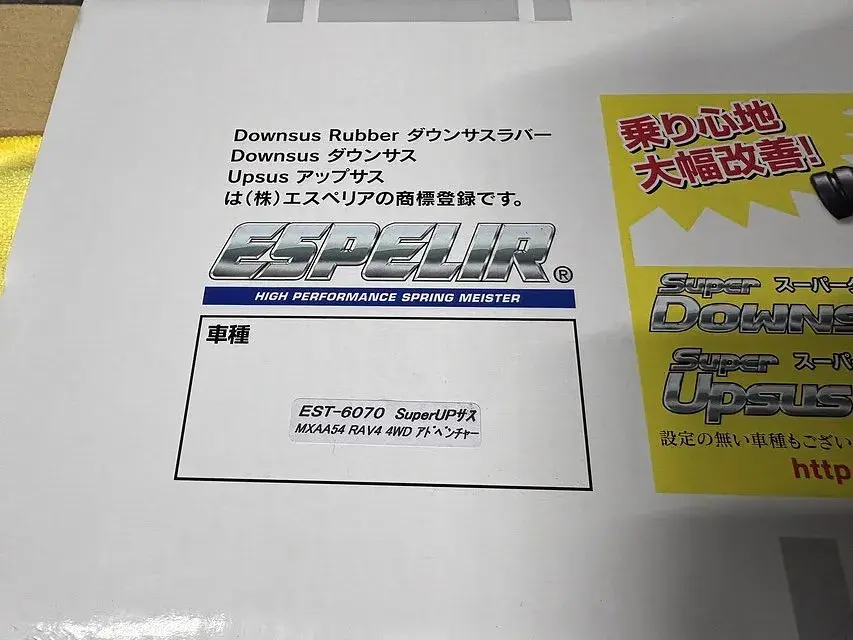 Downsus Rubber ダウンサスラバー
Downsus ダウンサス
Upsus アップサス
は(株)エスペリアの商標登録です。
ESPELIR®
HIGH PERFORMANCE SPRING MEISTER
車種
EST-6070 SuperUPサス
MXAA54 RAV4 4WD アドベンチャー
乗り心地
大幅改善!
Super スーパー
DOWNS
Super スーパ
Upsus
設定の無い車種もござい
http